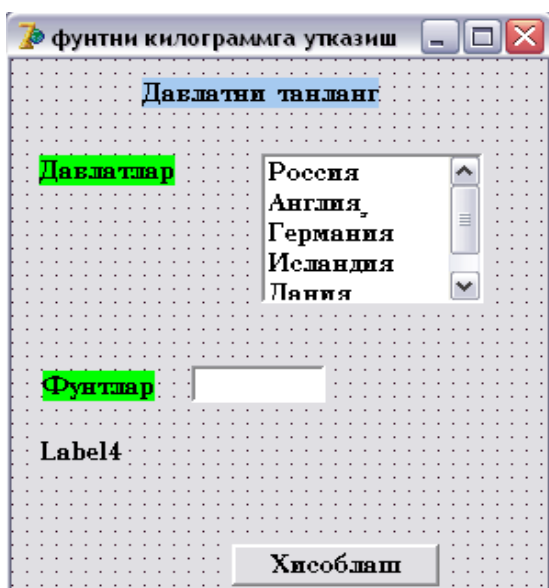 фунтни килограммга утказиш
Давлатни танланг
Давлатлар
Россия
Англия,
Германия
Исландия
Дания
Фунтлар
Label4
Хисоблаш